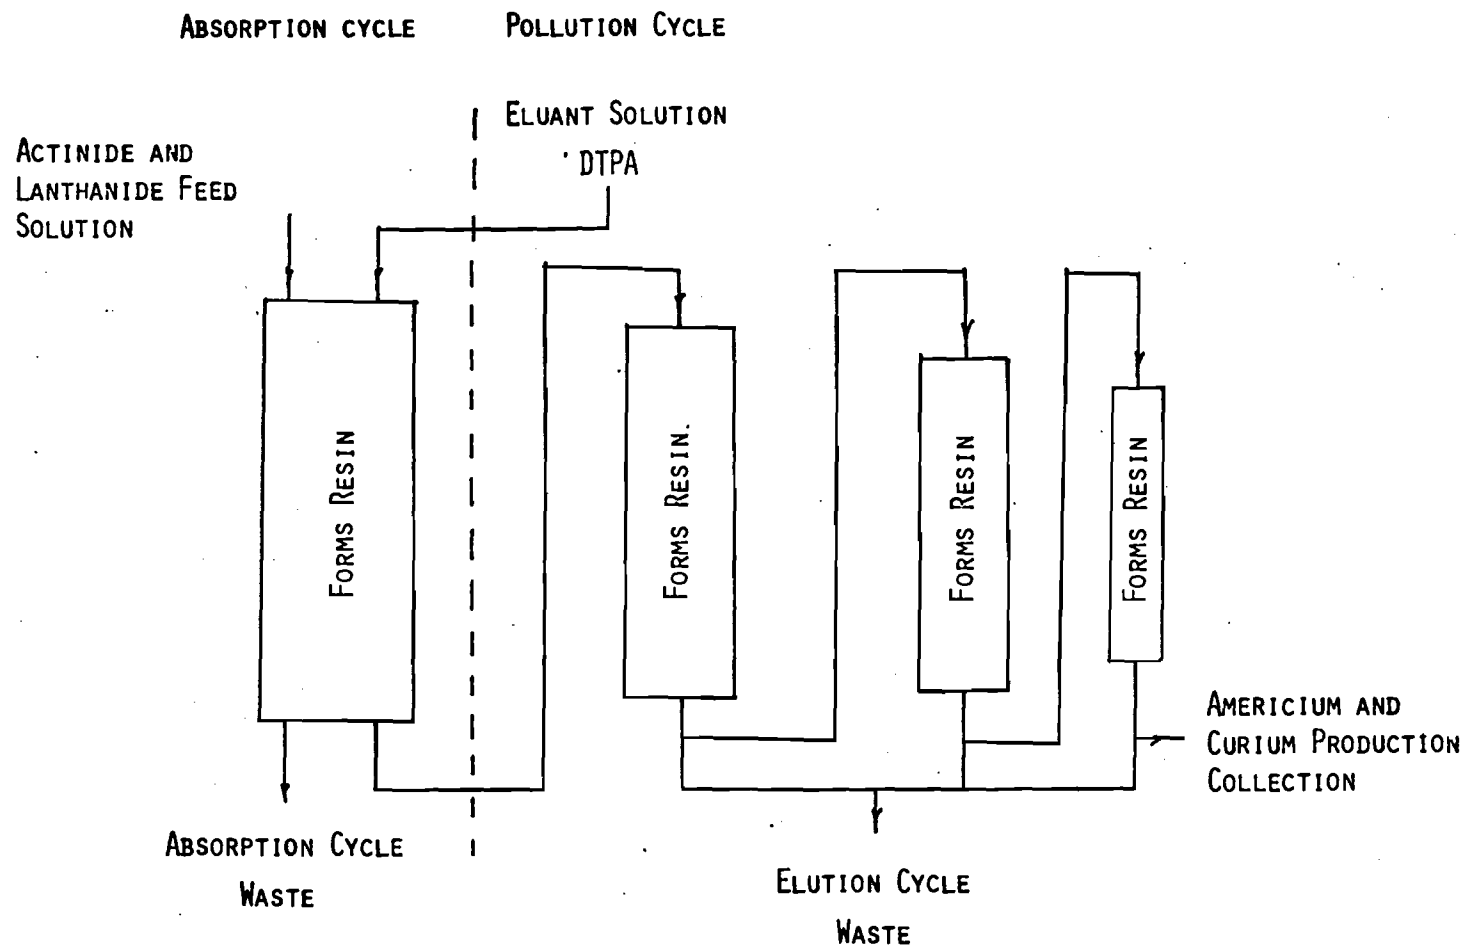 ABSORPTION CYCLE
POLLUTION CYCLE
ELUANT SOLUTION
DTPA
ACTINIDE AND
LANTHANIDE FEED
SOLUTION
FORMS RESIN
FORMS RESIN.
FORMS RESIN
FORMS RESIN
AMERICIUM AND
CURIUM PRODUCTION
COLLECTION
ABSORPTION CYCLE
WASTE
ELUTION CYCLE
WASTE